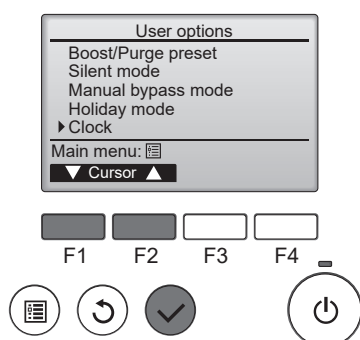 User options
Boost/Purge preset
Silent mode
Manual bypass mode
Holiday mode
Clock
Main menu:
Cursor
F1 F2 F3 F4